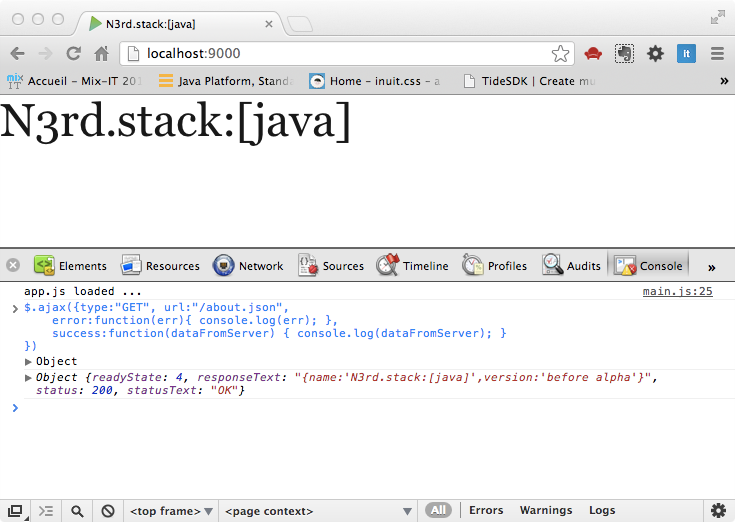 N3rd.stack:[java]
localhost:9000
It
mix IT Accueil – Mix-IT 201 Java Platform, Standa Home – inuit.css – a TideSDK | Create mu »
N3rd.stack:[java]
Elements Resources Network Sources Timeline Profiles Audits Console »
app.js loaded ... main.js:25
$.ajax({type:"GET", url:"/about.json",
error:function(err){ console.log(err); },
success:function(dataFromServer) { console.log(dataFromServer); }
})
Object
Object {readyState: 4, responseText: "{name:'N3rd.stack:[java]',version:'before alpha'}",
status: 200, statusText: "OK"}
<top frame> <page context> All Errors Warnings Logs